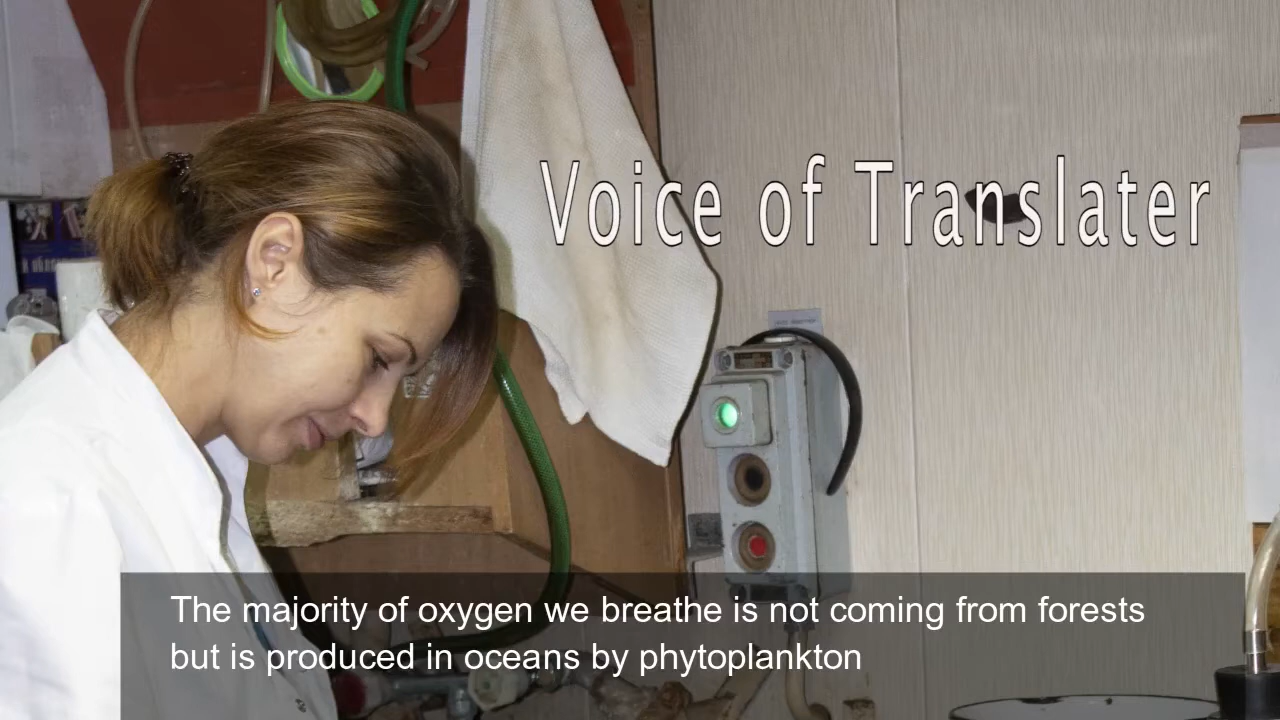 Voice of Translater
The majority of oxygen we breathe is not coming from forests
but is produced in oceans by phytoplankton